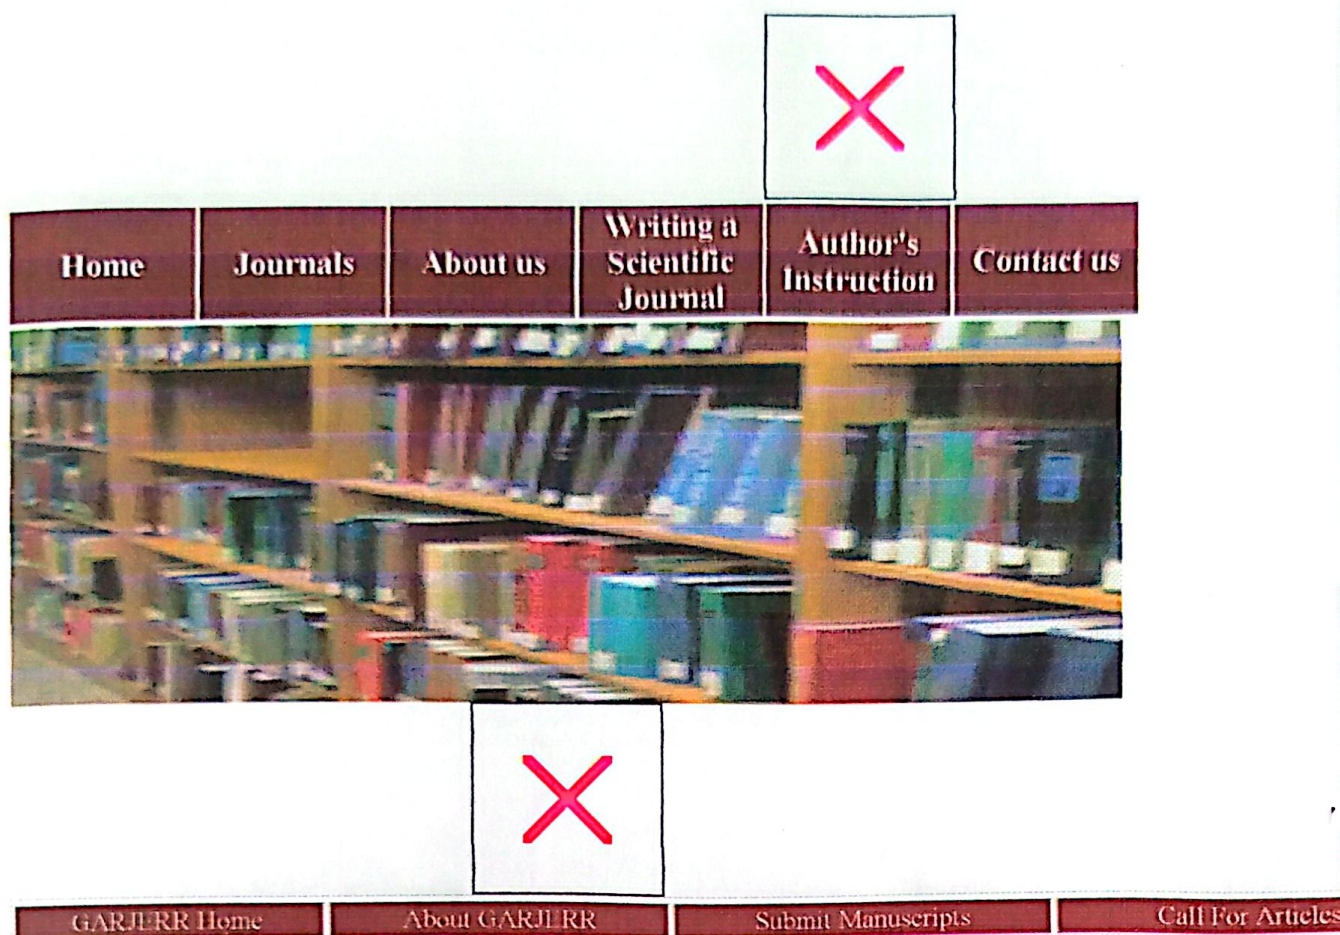 Home
Journals
About us
Writing a
Scientific
Journal
Author's
Instruction
Contact us
GARJERR Home
About GARJERR
Submit Manuscripts
Call For Articles